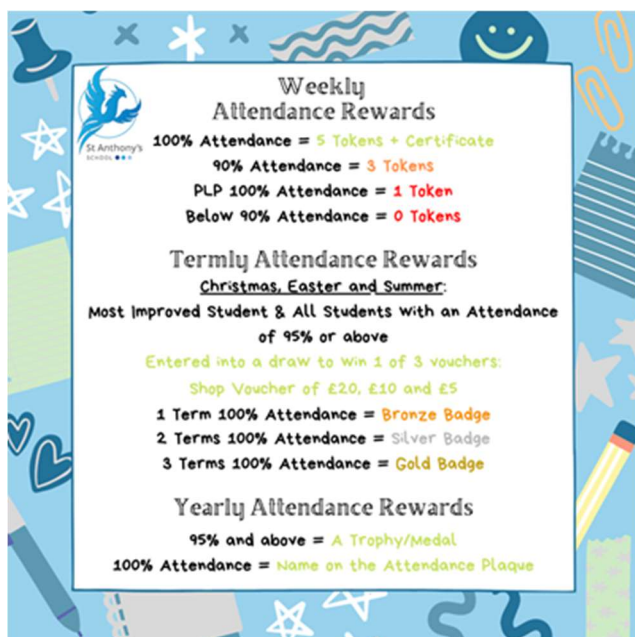 Weekly
Attendance Rewards
St Anthony's
SCHOOL
100% Attendance = 5 Tokens + Certificate
90% Attendance = 3 Tokens
PLP 100% Attendance = 1 Token
Below 90% Attendance = 0 Tokens
Termly Attendance Rewards
Christmas, Easter and Summer:
Most Improved Student & All Students With an Attendance
of 95% or above
Entered into a draw to win 1 of 3 vouchers:
Shop Voucher of £20, £10 and £5
1 Term 100% Attendance = Bronze Badge
2 Terms 100% Attendance = Silver Badge
3 Terms 100% Attendance = Gold Badge
Yearly Attendance Rewards
95% and above = A Trophy/Medal
100% Attendance = Name on the Attendance Plaque